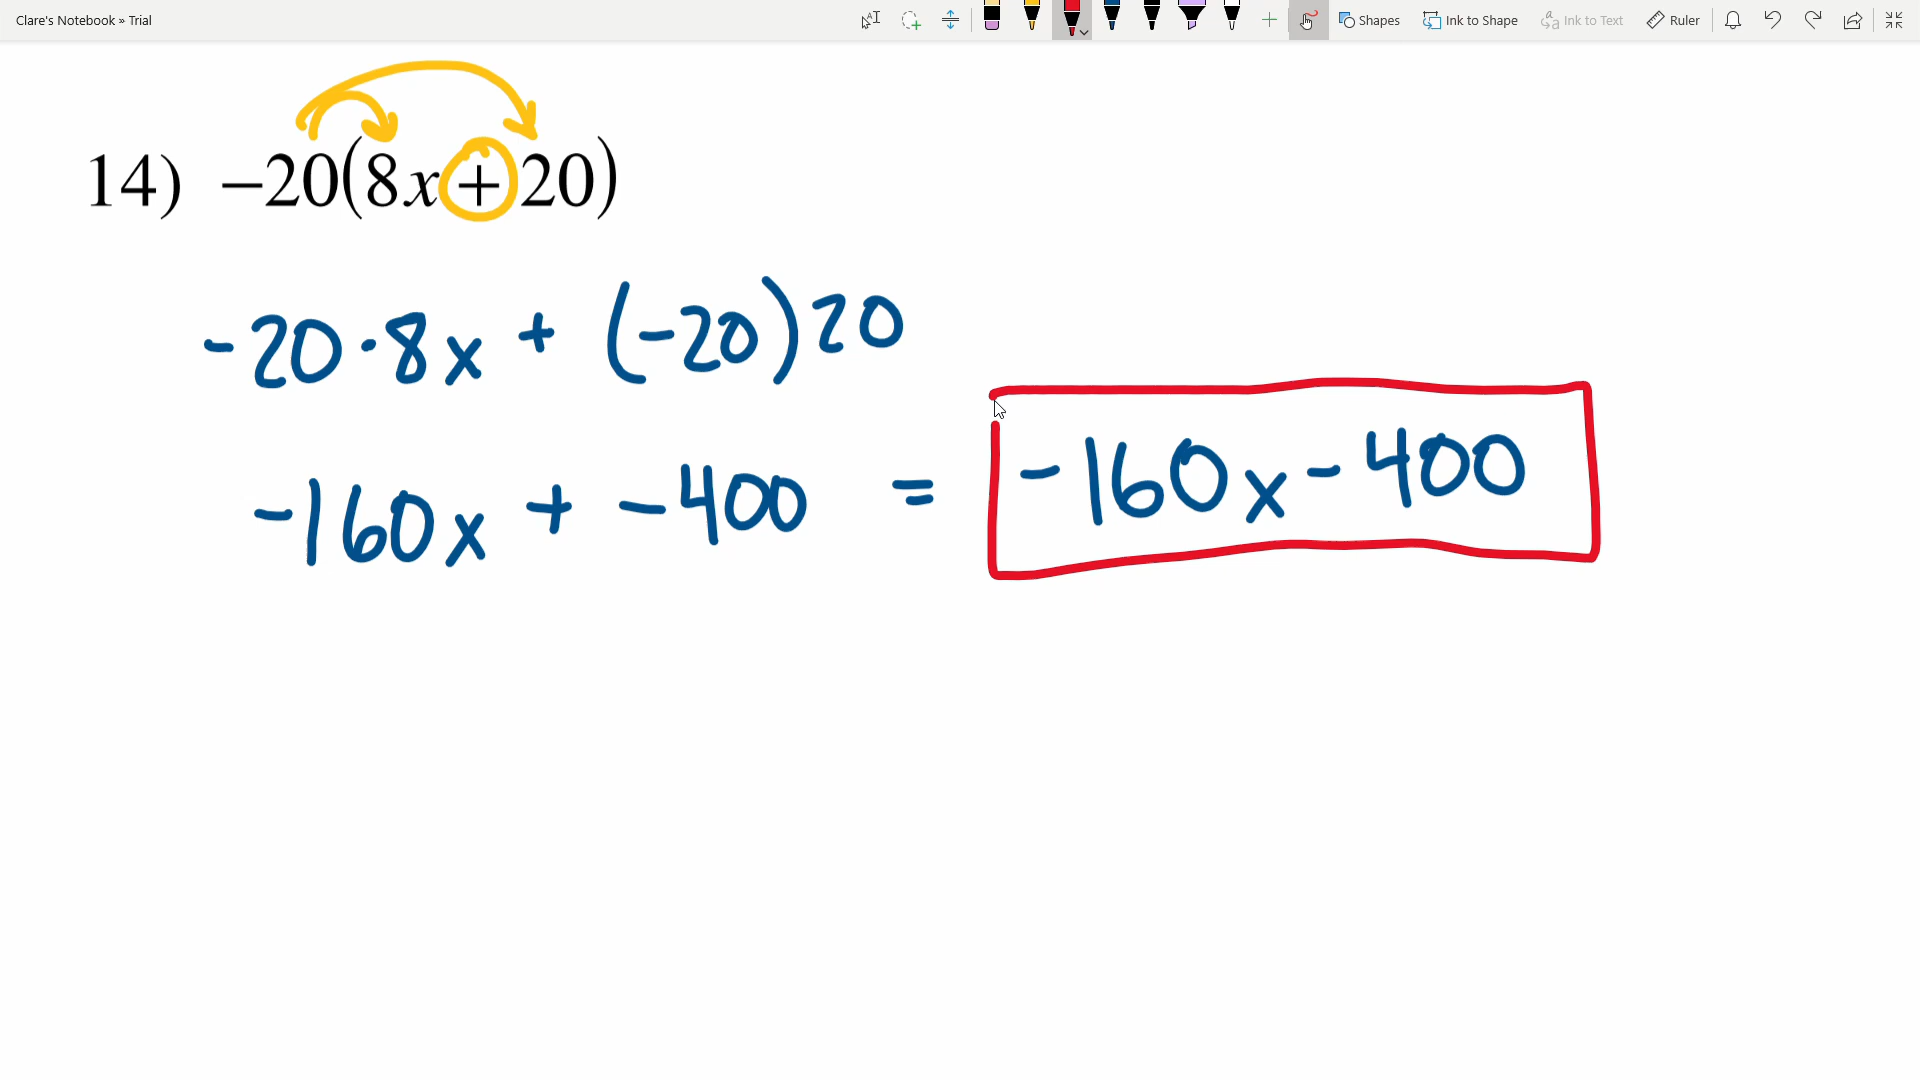 Clare's Notebook » Trial
Shapes Ink to Shape Ink to Text Ruler
14) −20(8x + 20)
-20·8x + (-20)20
-160x + -400 = -160x - 400